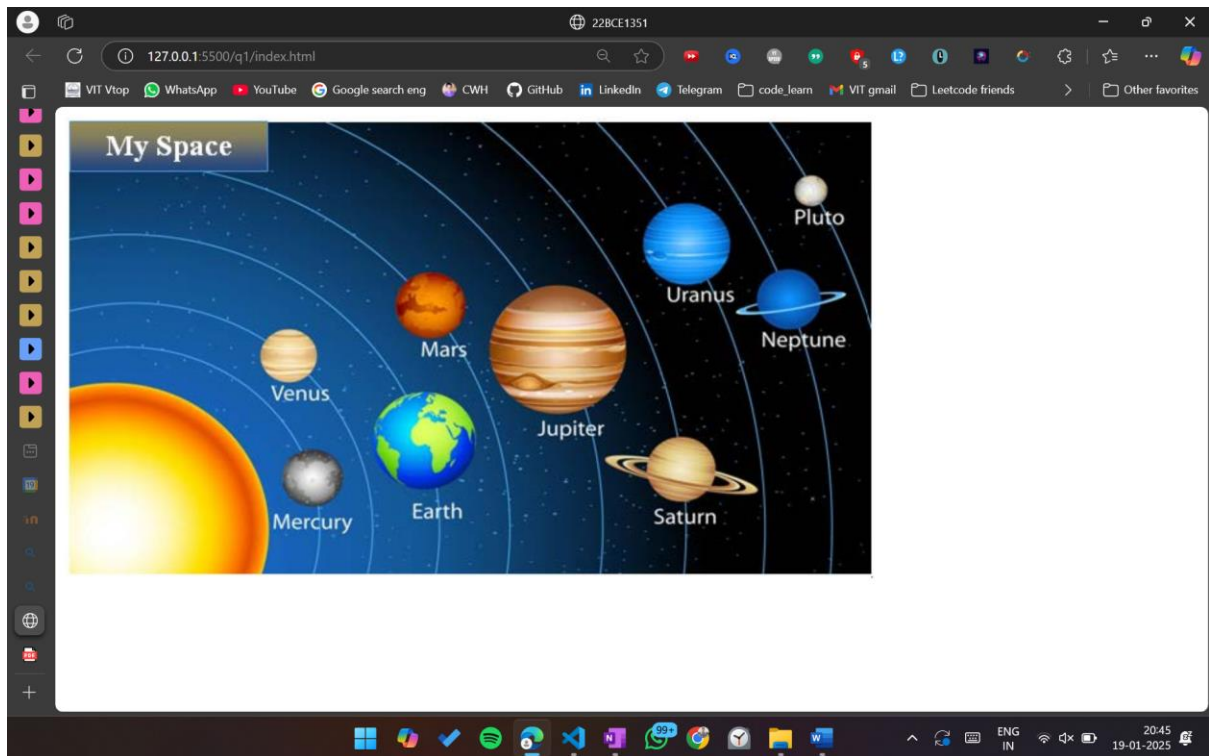 22BCE1351
127.0.0.1:5500/q1/index.html
5
VIT Vtop WhatsApp YouTube Google search eng CWH GitHub LinkedIn Telegram code_learn VIT gmail Leetcode friends Other favorites
My Space
Pluto
Uranus
Neptune
Mars
Venus
Jupiter
Earth
Saturn
Mercury
99+
ENG
IN
20:45
19-01-2025